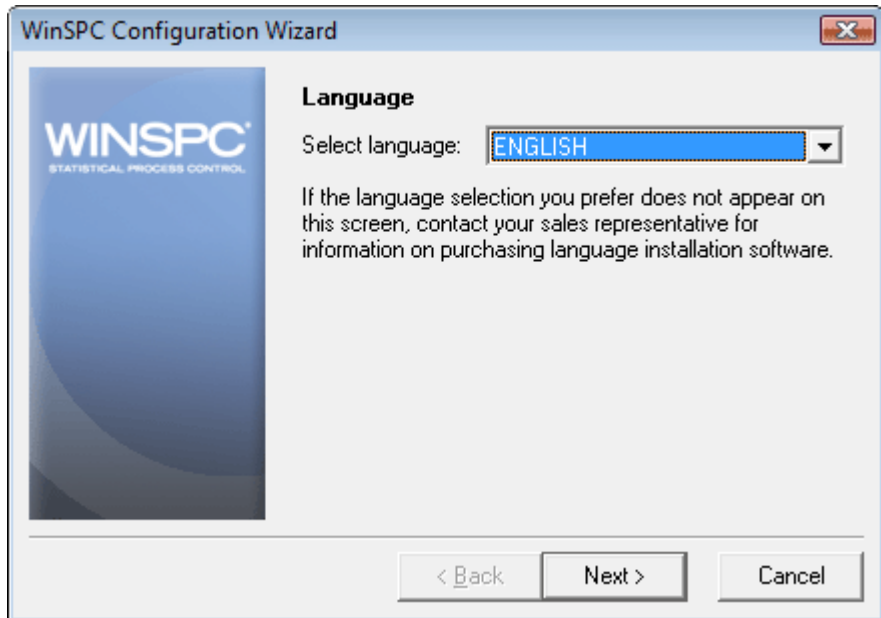 WinSPC Configuration Wizard
WINSPC
STATISTICAL PROCESS CONTROL
Language
Select language: ENGLISH
If the language selection you prefer does not appear on
this screen, contact your sales representative for
information on purchasing language installation software.
< Back Next > Cancel